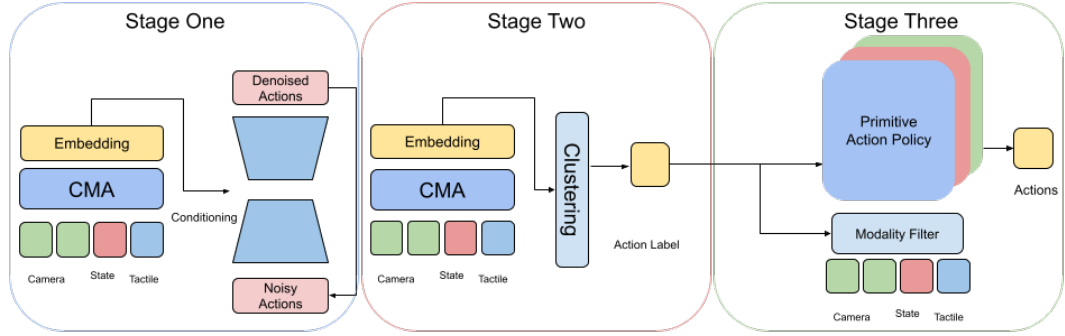 Stage One
Denoised
Actions
Embedding
CMA
Conditioning
Camera
State
Tactile
Noisy
Actions
Stage Two
Embedding
CMA
Camera
State
Tactile
Clustering
Action Label
Stage Three
Primitive
Action Policy
Actions
Modality Filter
Camera
State
Tactile